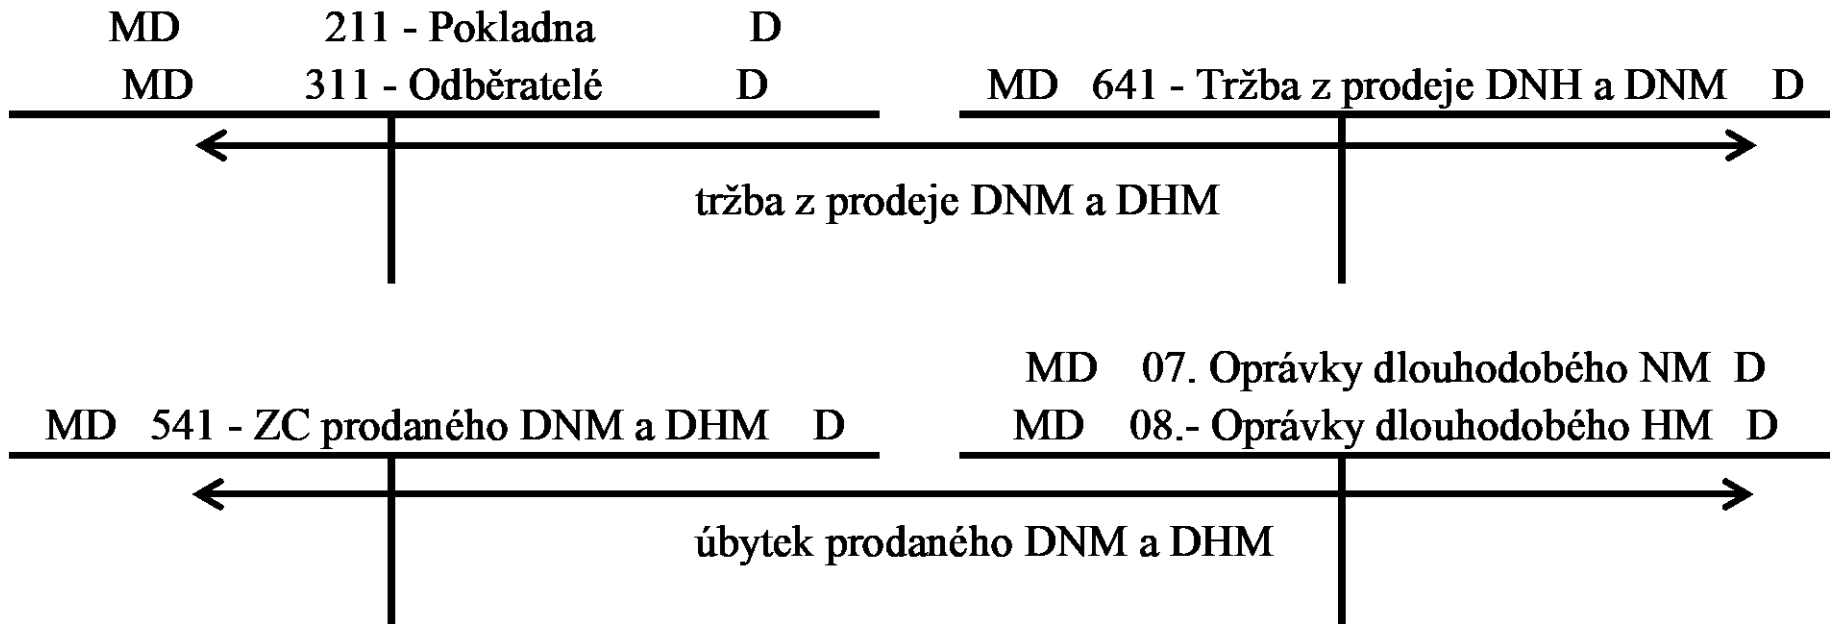 MD 211 - Pokladna D
MD 311 - Odběratelé D
MD 641 - Tržba z prodeje DNH a DNM D
tržba z prodeje DNM a DHM
MD 07. Oprávky dlouhodobého NM D
MD 541 - ZC prodaného DNM a DHM D
MD 08.- Oprávky dlouhodobého HM D
úbytek prodaného DNM a DHM